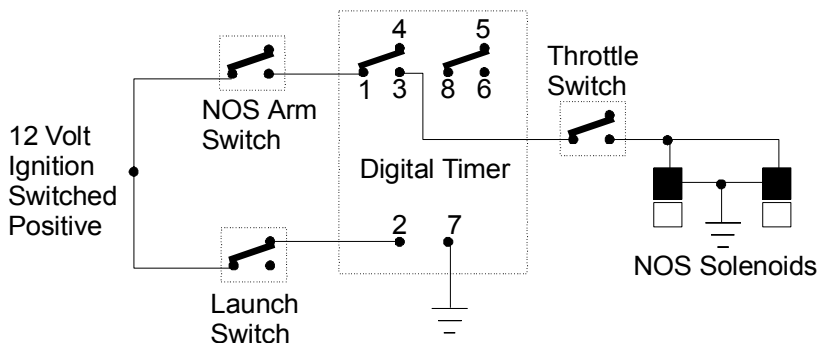 4
5
Throttle
Switch
1 3 8 6
NOS Arm
Switch
12 Volt
Ignition
Switched
Positive
Digital Timer
2 7
NOS Solenoids
Launch
Switch